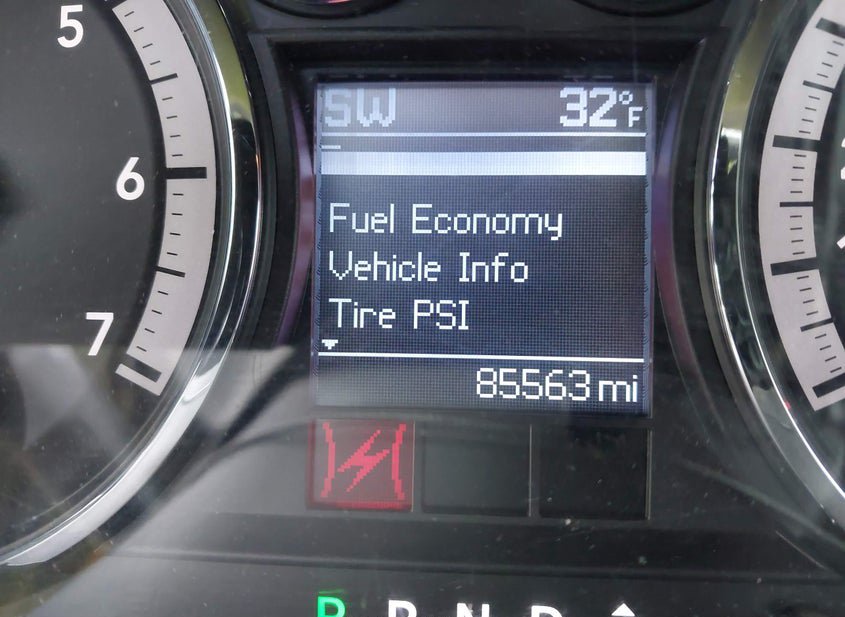 5
6
7
SW 32°F
Fuel Economy
Vehicle Info
Tire PSI
85563 mi
P R N D